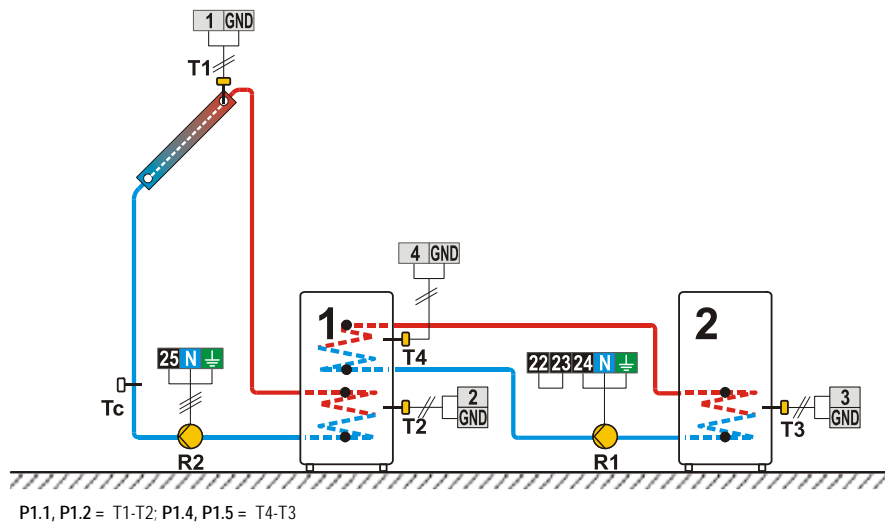 1 GND
T1
4 GND
1
2
25 N
22 23 24 N
T4
Tc
2
GND
3
GND
T2
T3
R2
R1
P1.1, P1.2 = T1-T2; P1.4, P1.5 = T4-T3